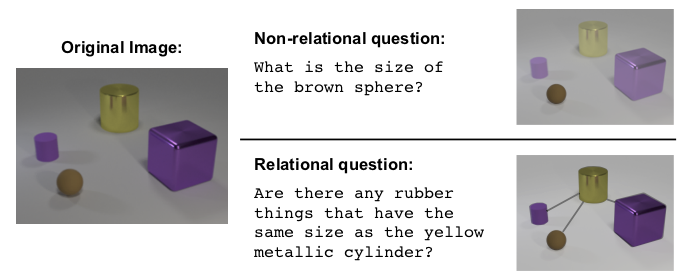 Original Image:
Non-relational question:
What is the size of
the brown sphere?
Relational question:
Are there any rubber
things that have the
same size as the yellow
metallic cylinder?